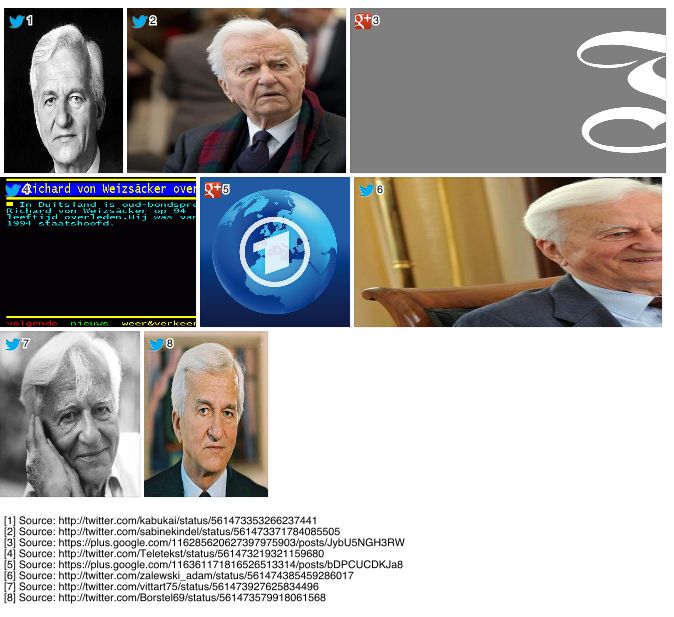 1
2
g+ 3
4 Richard von Weizsäcker over
In Duitsland is oud-bondspre
Richard von Weizsäcker op 94
leeftijd overleden.Hij was van
1994 staatshoofd.
volgende nieuws weer&verkeer
g+ 5
1
6
7
8
[1] Source: http://twitter.com/kabukai/status/561473353266237441
[2] Source: http://twitter.com/sabinekindel/status/561473371784085505
[3] Source: https://plus.google.com/116285620627397975903/posts/JybU5NGH3RW
[4] Source: http://twitter.com/Teletekst/status/561473219321159680
[5] Source: https://plus.google.com/116361171816526513314/posts/bDPCUCDKJa8
[6] Source: http://twitter.com/zalewski_adam/status/561474385459286017
[7] Source: http://twitter.com/vittart75/status/561473927625834496
[8] Source: http://twitter.com/Borstel69/status/561473579918061568